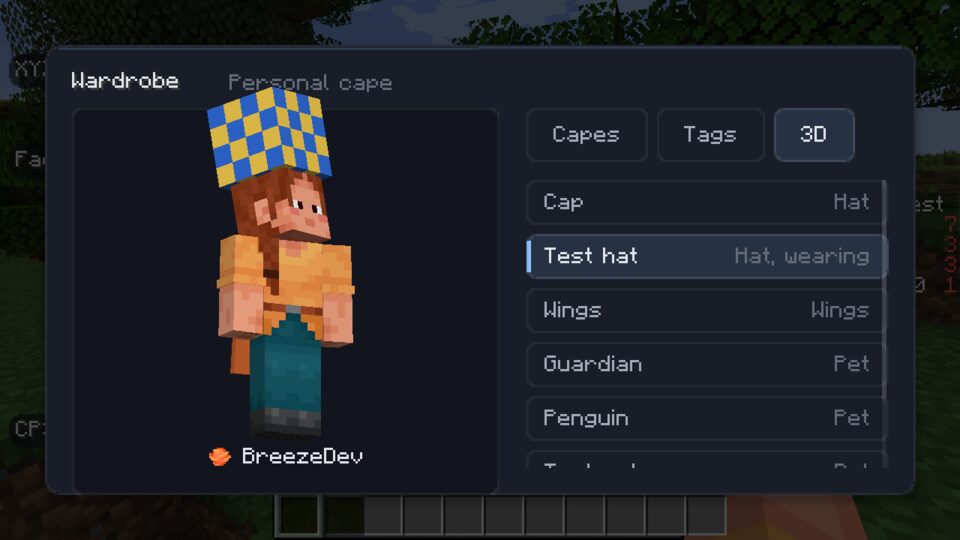 Wardrobe
Personal cape
Capes
Tags
3D
Cap
Hat
Test hat
Hat, wearing
Wings
Wings
Guardian
Pet
Penguin
Pet
BreezeDev
XYZ